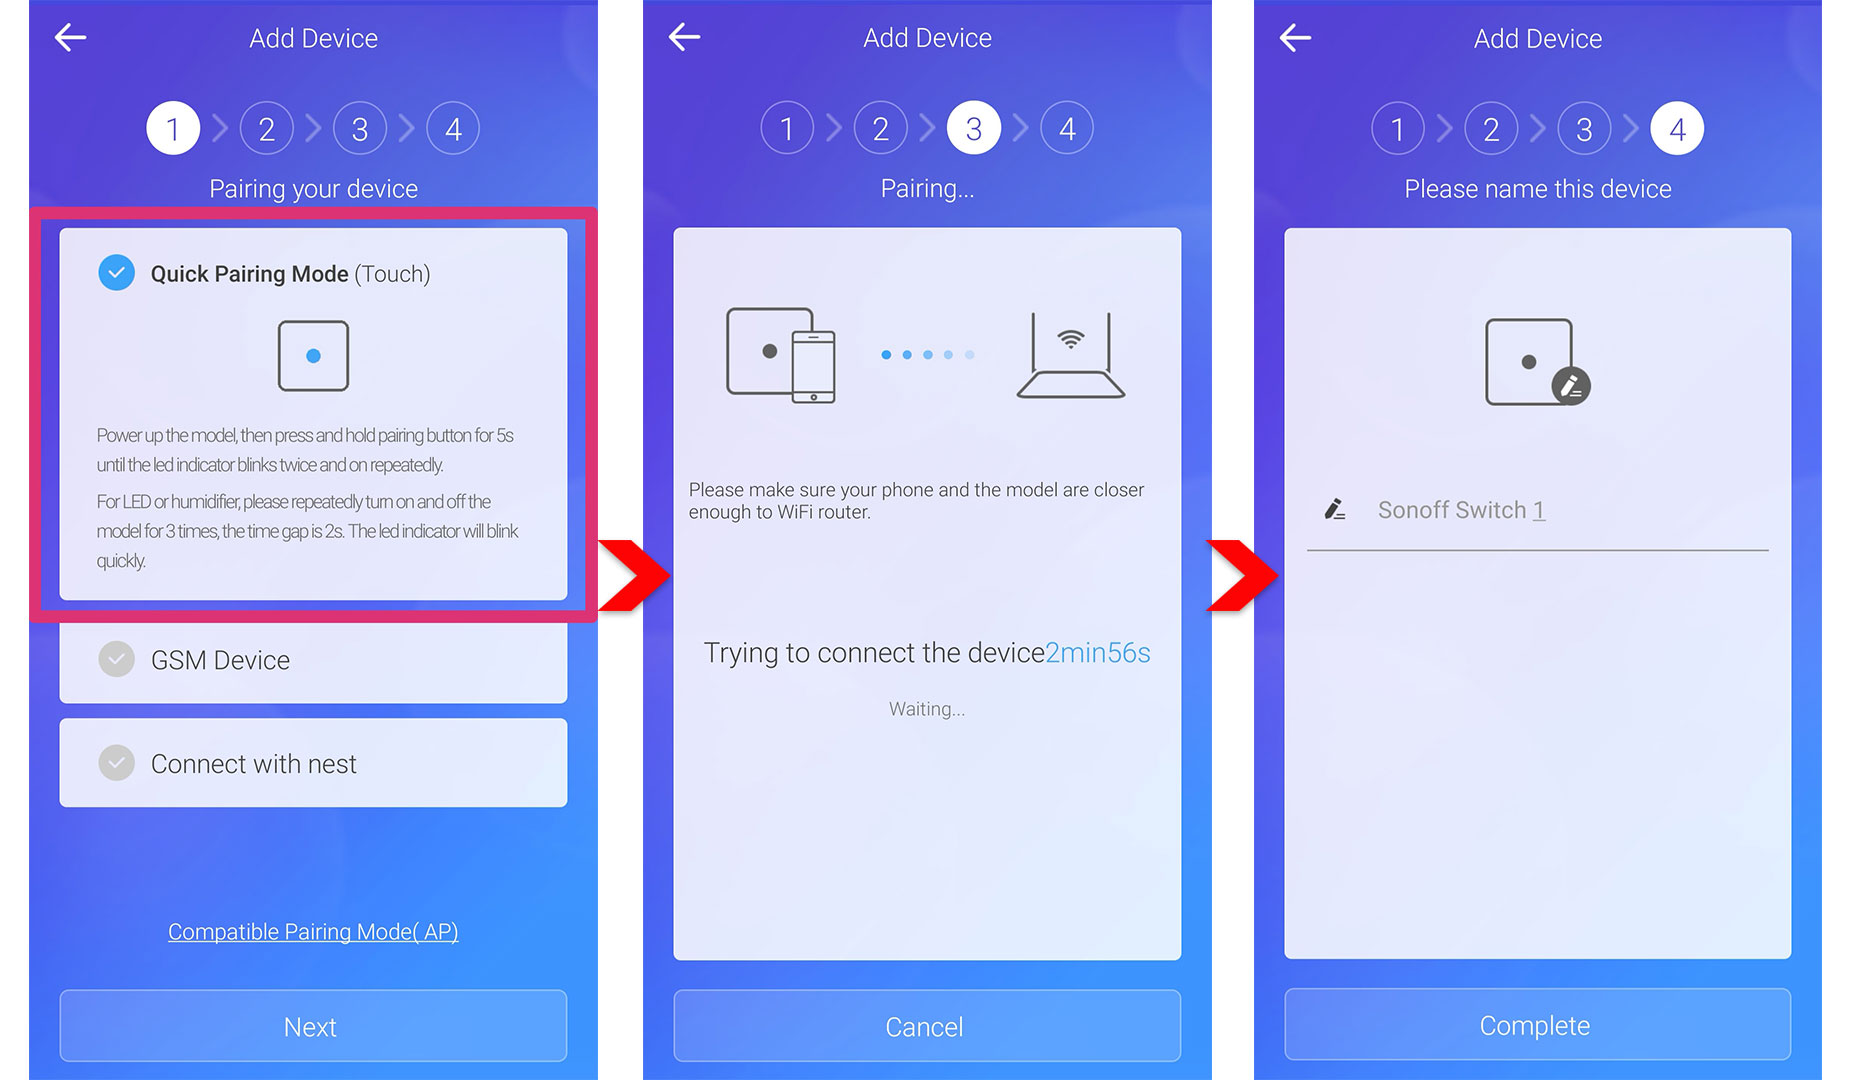 Add Device
1 2 3 4
Pairing your device
Quick Pairing Mode (Touch)
Power up the model, then press and hold pairing button for 5s
until the led indicator blinks twice and on repeatedly.
For LED or humidifier, please repeatedly turn on and off the
model for 3 times, the time gap is 2s. The led indicator will blink
quickly.
GSM Device
Connect with nest
Compatible Pairing Mode( AP)
Next
Add Device
1 2 3 4
Pairing...
Please make sure your phone and the model are closer
enough to WiFi router.
Trying to connect the device2min56s
Waiting...
Cancel
Add Device
1 2 3 4
Please name this device
Sonoff Switch 1
Complete